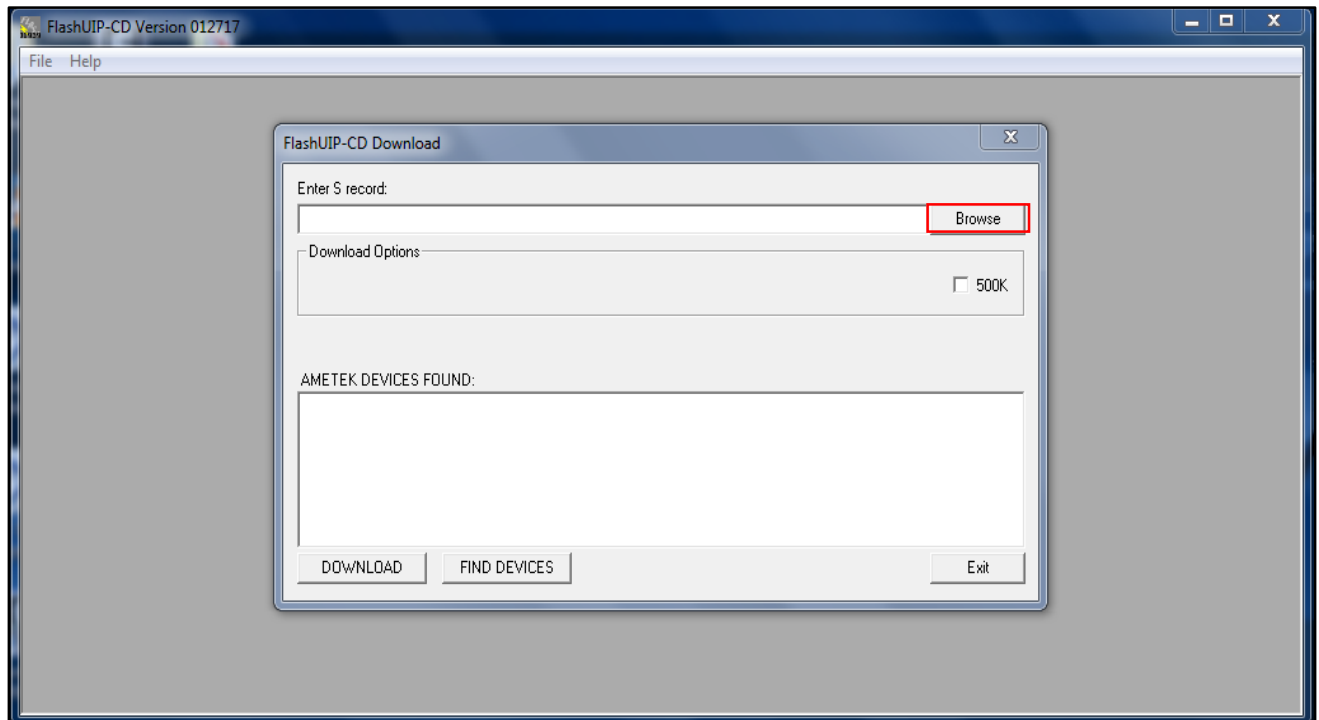 FlashUIP-CD Version 012717
File Help
FlashUIP-CD Download
Enter S record:
Browse
Download Options
500K
AMETEK DEVICES FOUND:
DOWNLOAD FIND DEVICES Exit